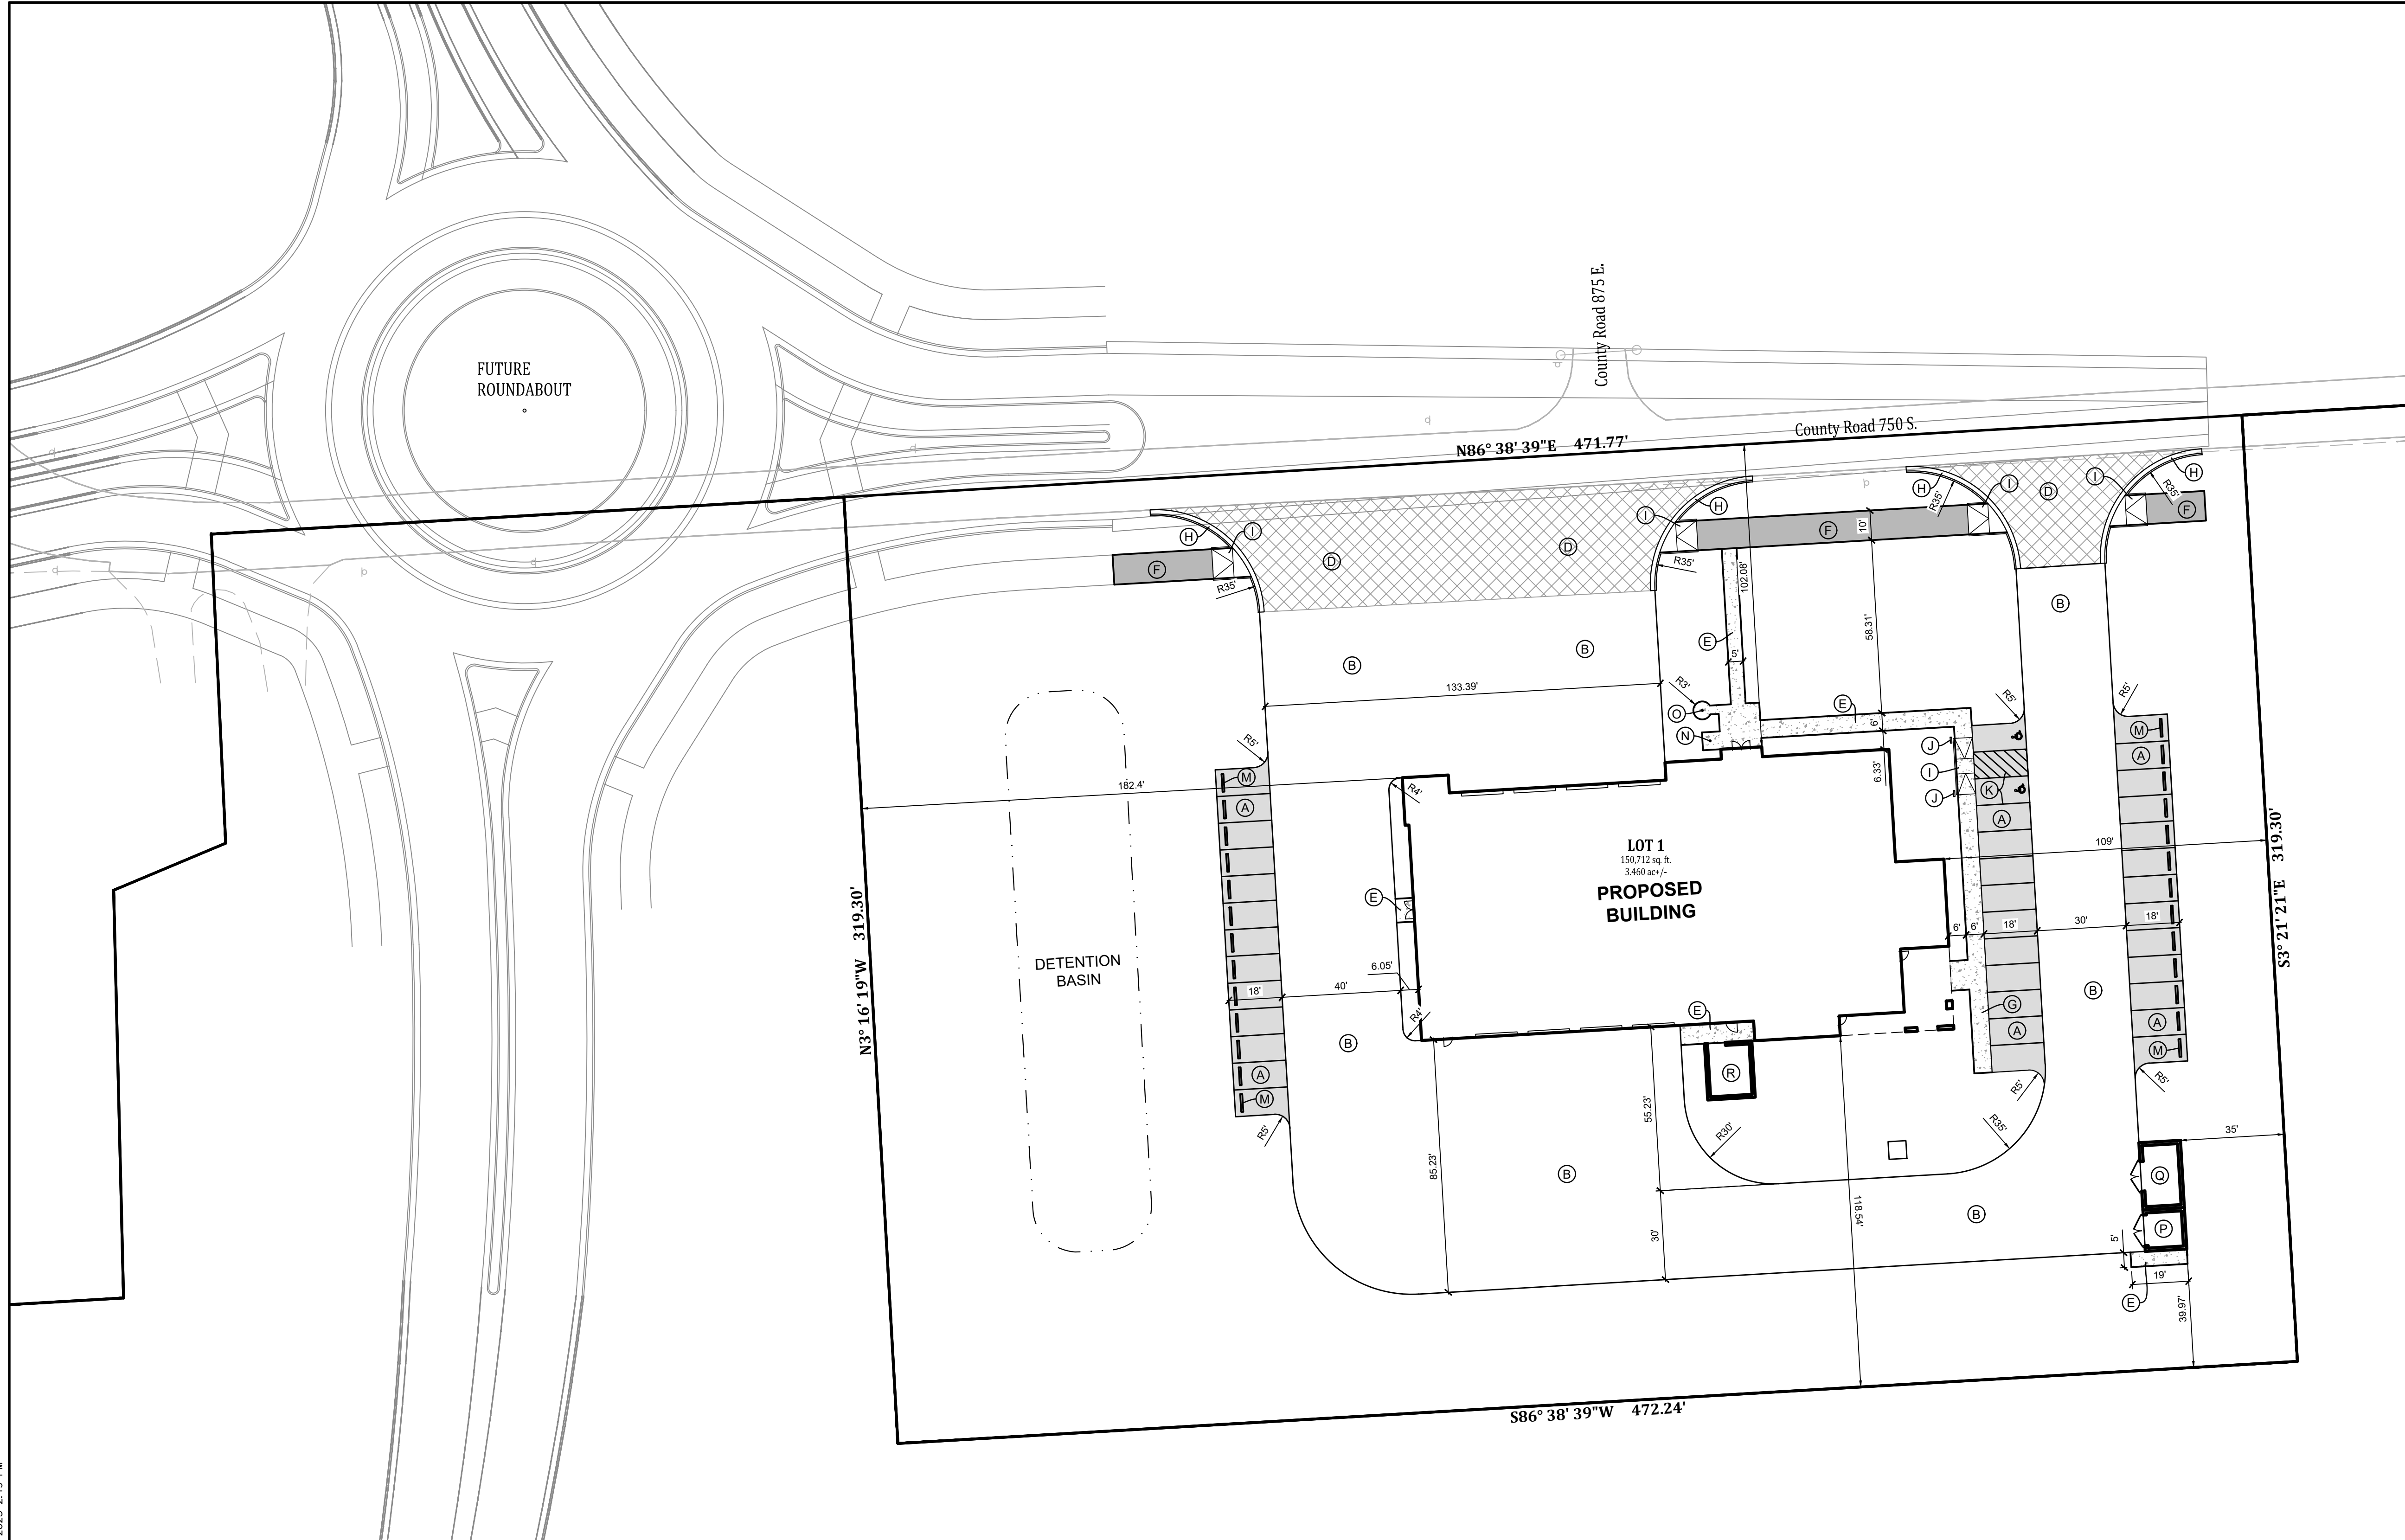 County Road 875 E.
FUTURE
ROUNDABOUT
County Road 750 S.
N86° 38' 39"E 471.77'
H
I
D
I
H
R35'
F
H
I
R35'
D
I
H
F
10'
H
I
R35'
F
R35'
D
D
R35'
102.08'
58.31'
B
E
5'
B
B
133.39'
R3'
O
N
E
6'
R5'
R5'
M
A
J
I
J
K
A
6.33'
R5'
M
A
182.4'
R4'
LOT 1
150,712 sq. ft.
3.460 ac+/-
PROPOSED
BUILDING
109'
S3° 21' 21"E 319.30'
E
N3° 16' 19"W 319.30'
DETENTION
BASIN
6.05'
18'
40'
R4'
6'
6'
18'
30'
18'
B
E
G
A
B
A
M
R5'
A
M
R5'
R
55.23'
R30'
R5'
R35'
35'
85.23'
B
30'
118.54'
B
Q
P
5'
19'
E
39.97'
S86° 38' 39"W 472.24'